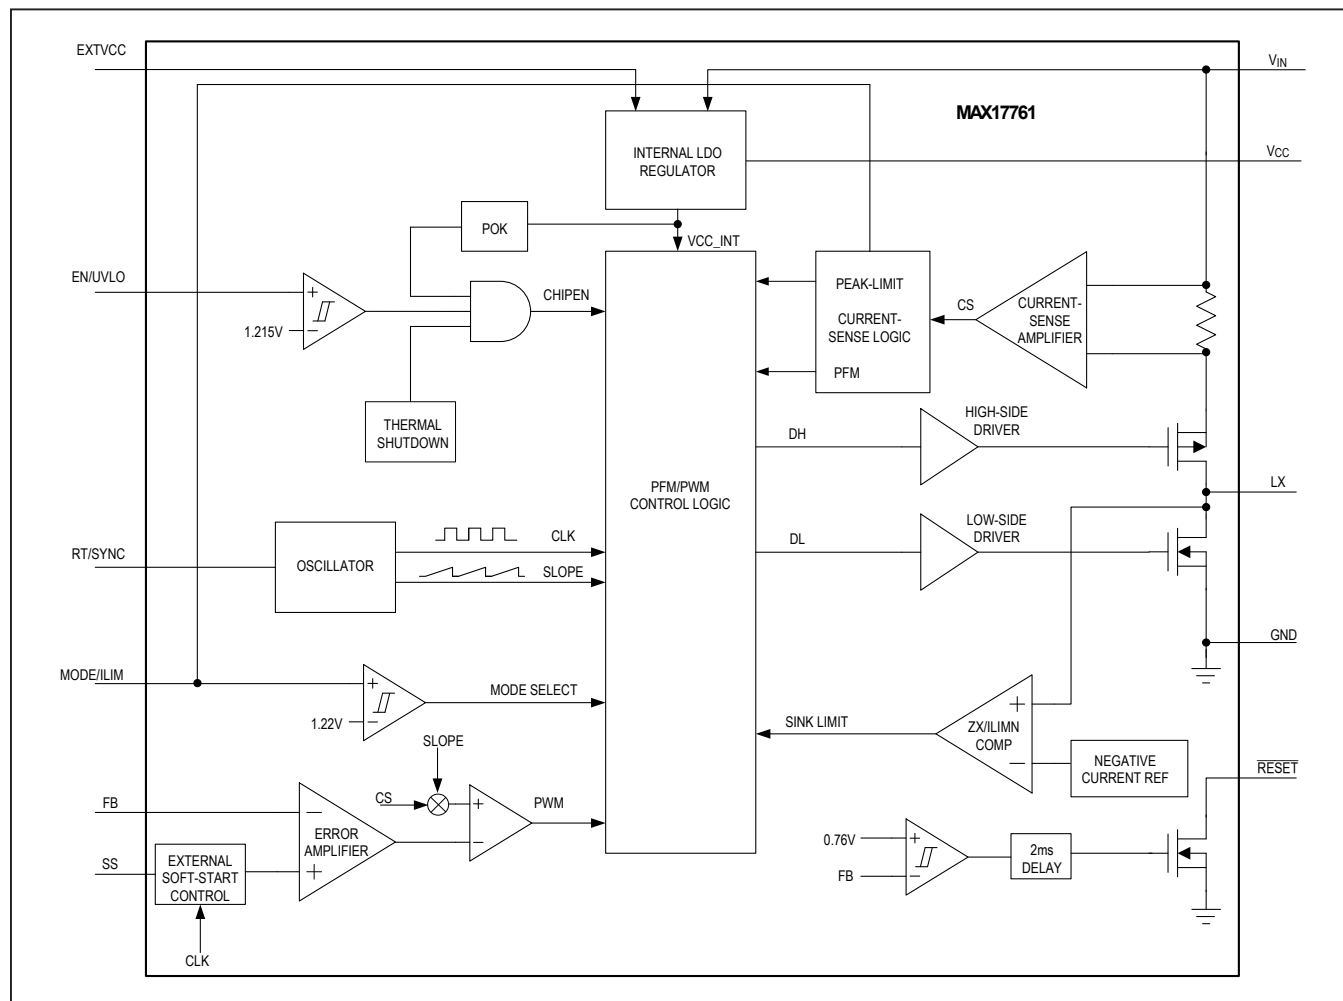 EXTVCC
VIN
MAX17761
INTERNAL LDO
REGULATOR
VCC
POK
VCC_INT
EN/UVLO
+
−
1.215V
CHIPEN
PEAK-LIMIT
CURRENT-
SENSE LOGIC
PFM
CS
CURRENT-
SENSE
AMPLIFIER
THERMAL
SHUTDOWN
PFM/PWM
CONTROL LOGIC
DH
HIGH-SIDE
DRIVER
LX
RT/SYNC
OSCILLATOR
CLK
SLOPE
DL
LOW-SIDE
DRIVER
GND
MODE/ILIM
+
−
1.22V
MODE SELECT
SINK LIMIT
+
ZX/ILIMN
COMP
−
NEGATIVE
CURRENT REF
RESET
SLOPE
CS
+
−
PWM
FB
−
ERROR
AMPLIFIER
+
SS
EXTERNAL
SOFT-START
CONTROL
CLK
0.76V
+
FB
−
2ms
DELAY